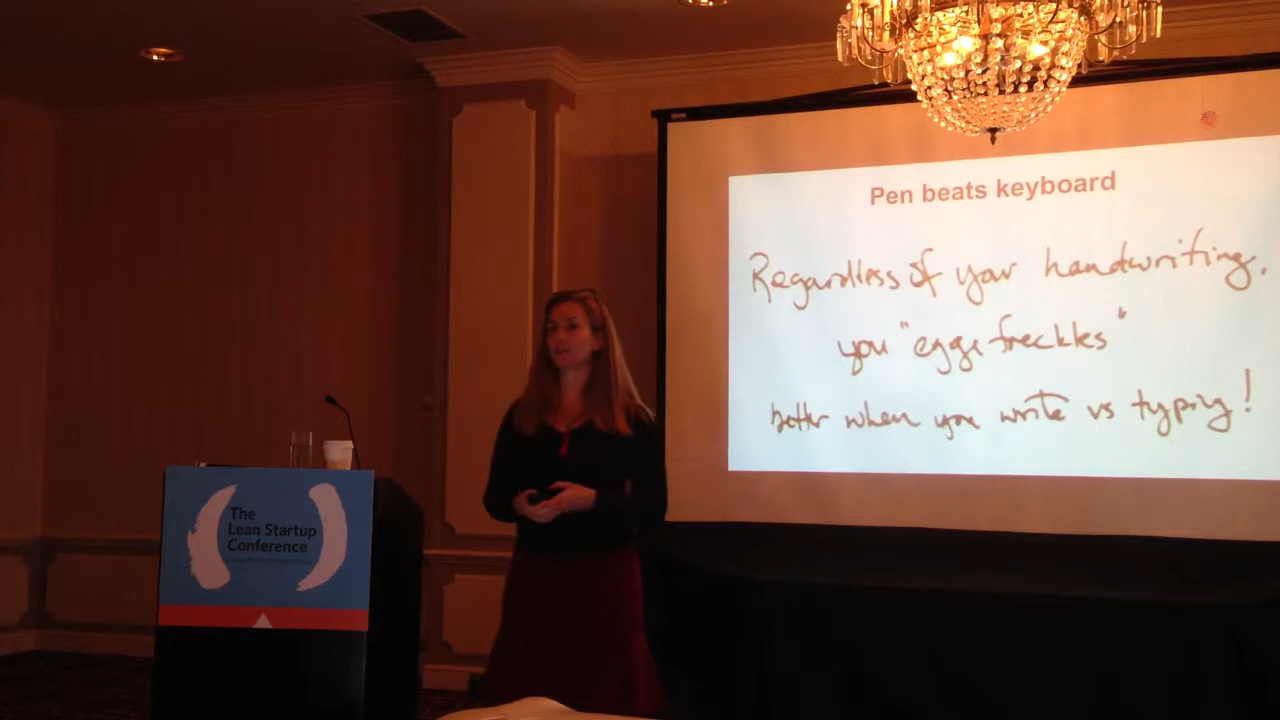 Pen beats keyboard
Regardless of your handwriting,
you "egg freckles"
better when you write vs typing!
The
Lean Startup
Conference